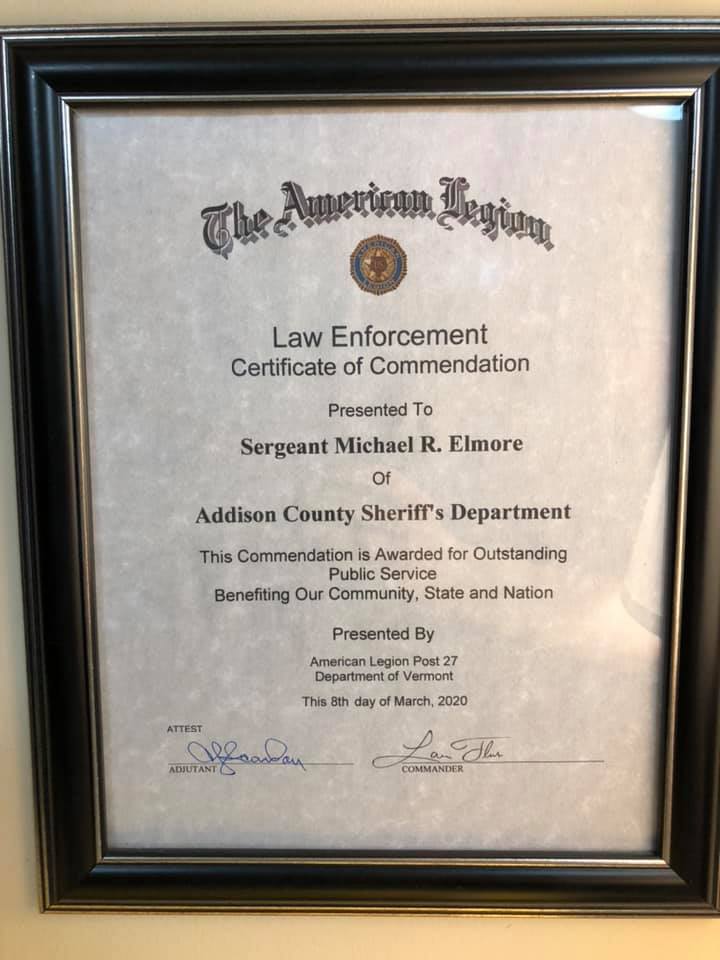 The American Legion
AMERICAN
LEGION
Law Enforcement
Certificate of Commendation
Presented To
Sergeant Michael R. Elmore
Of
Addison County Sheriff's Department
This Commendation is Awarded for Outstanding
Public Service
Benefiting Our Community, State and Nation
Presented By
American Legion Post 27
Department of Vermont
This 8th day of March, 2020
ATTEST
ADJUTANT
COMMANDER